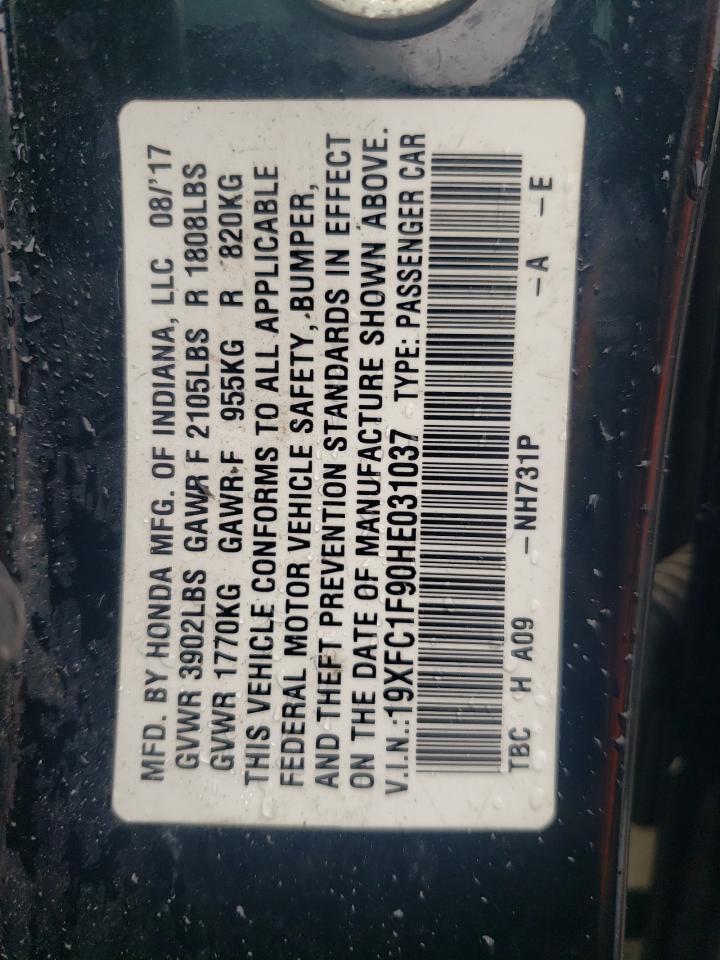 MFD. BY HONDA MFG. OF INDIANA, LLC 08/'17
GVWR 3902LBS GAWR F 2105LBS R 1808LBS
GVWR 1770KG GAWR F 955KG R 820KG
THIS VEHICLE CONFORMS TO ALL APPLICABLE
FEDERAL MOTOR VEHICLE SAFETY, BUMPER,
AND THEFT PREVENTION STANDARDS IN EFFECT
ON THE DATE OF MANUFACTURE SHOWN ABOVE.
V.I.N.:19XFC1F90HE031037 TYPE: PASSENGER CAR
TBC H A09 -NH731P -A -E